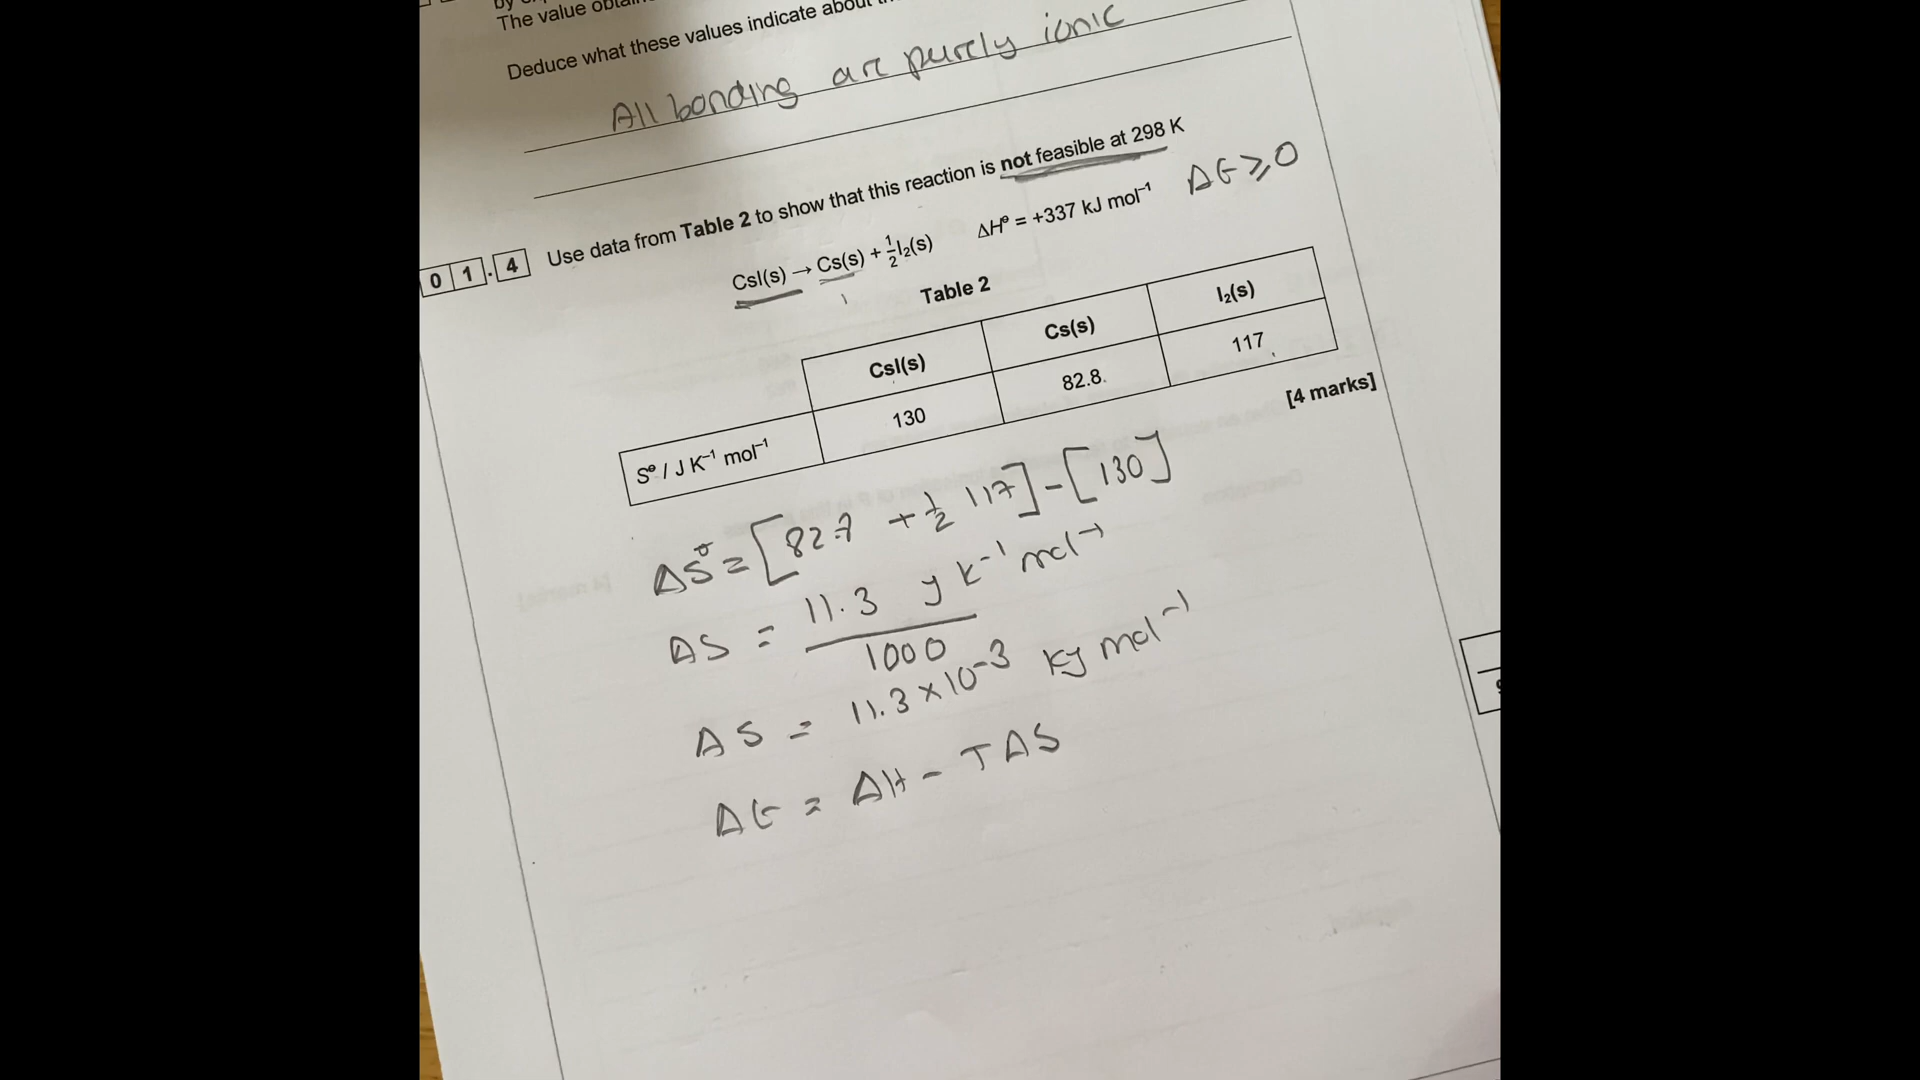 by
The value obtain
Deduce what these values indicate about
All bonding are purely ionic
0 1 . 4 Use data from Table 2 to show that this reaction is not feasible at 298 K
ΔG ⩾ 0
CsI(s) → Cs(s) + ½I₂(s) ΔH° = +337 kJ mol⁻¹
1
Table 2
CsI(s) Cs(s) I₂(s)
S° / J K⁻¹ mol⁻¹ 130 82.8 117
[4 marks]
ΔS° = [82.7 + ½ 117] - [130]
ΔS = 11.3 J K⁻¹ mol⁻¹
1000
ΔS = 11.3 × 10⁻³ KJ mol⁻¹
ΔG = ΔH - TΔS